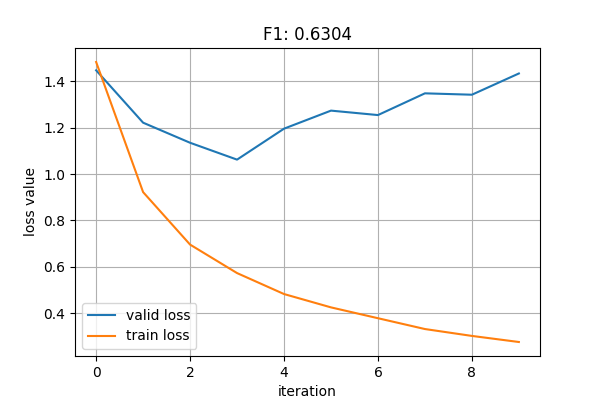 F1: 0.6304
loss value
1.4
1.2
1.0
0.8
0.6
0.4
valid loss
train loss
0 2 4 6 8
iteration